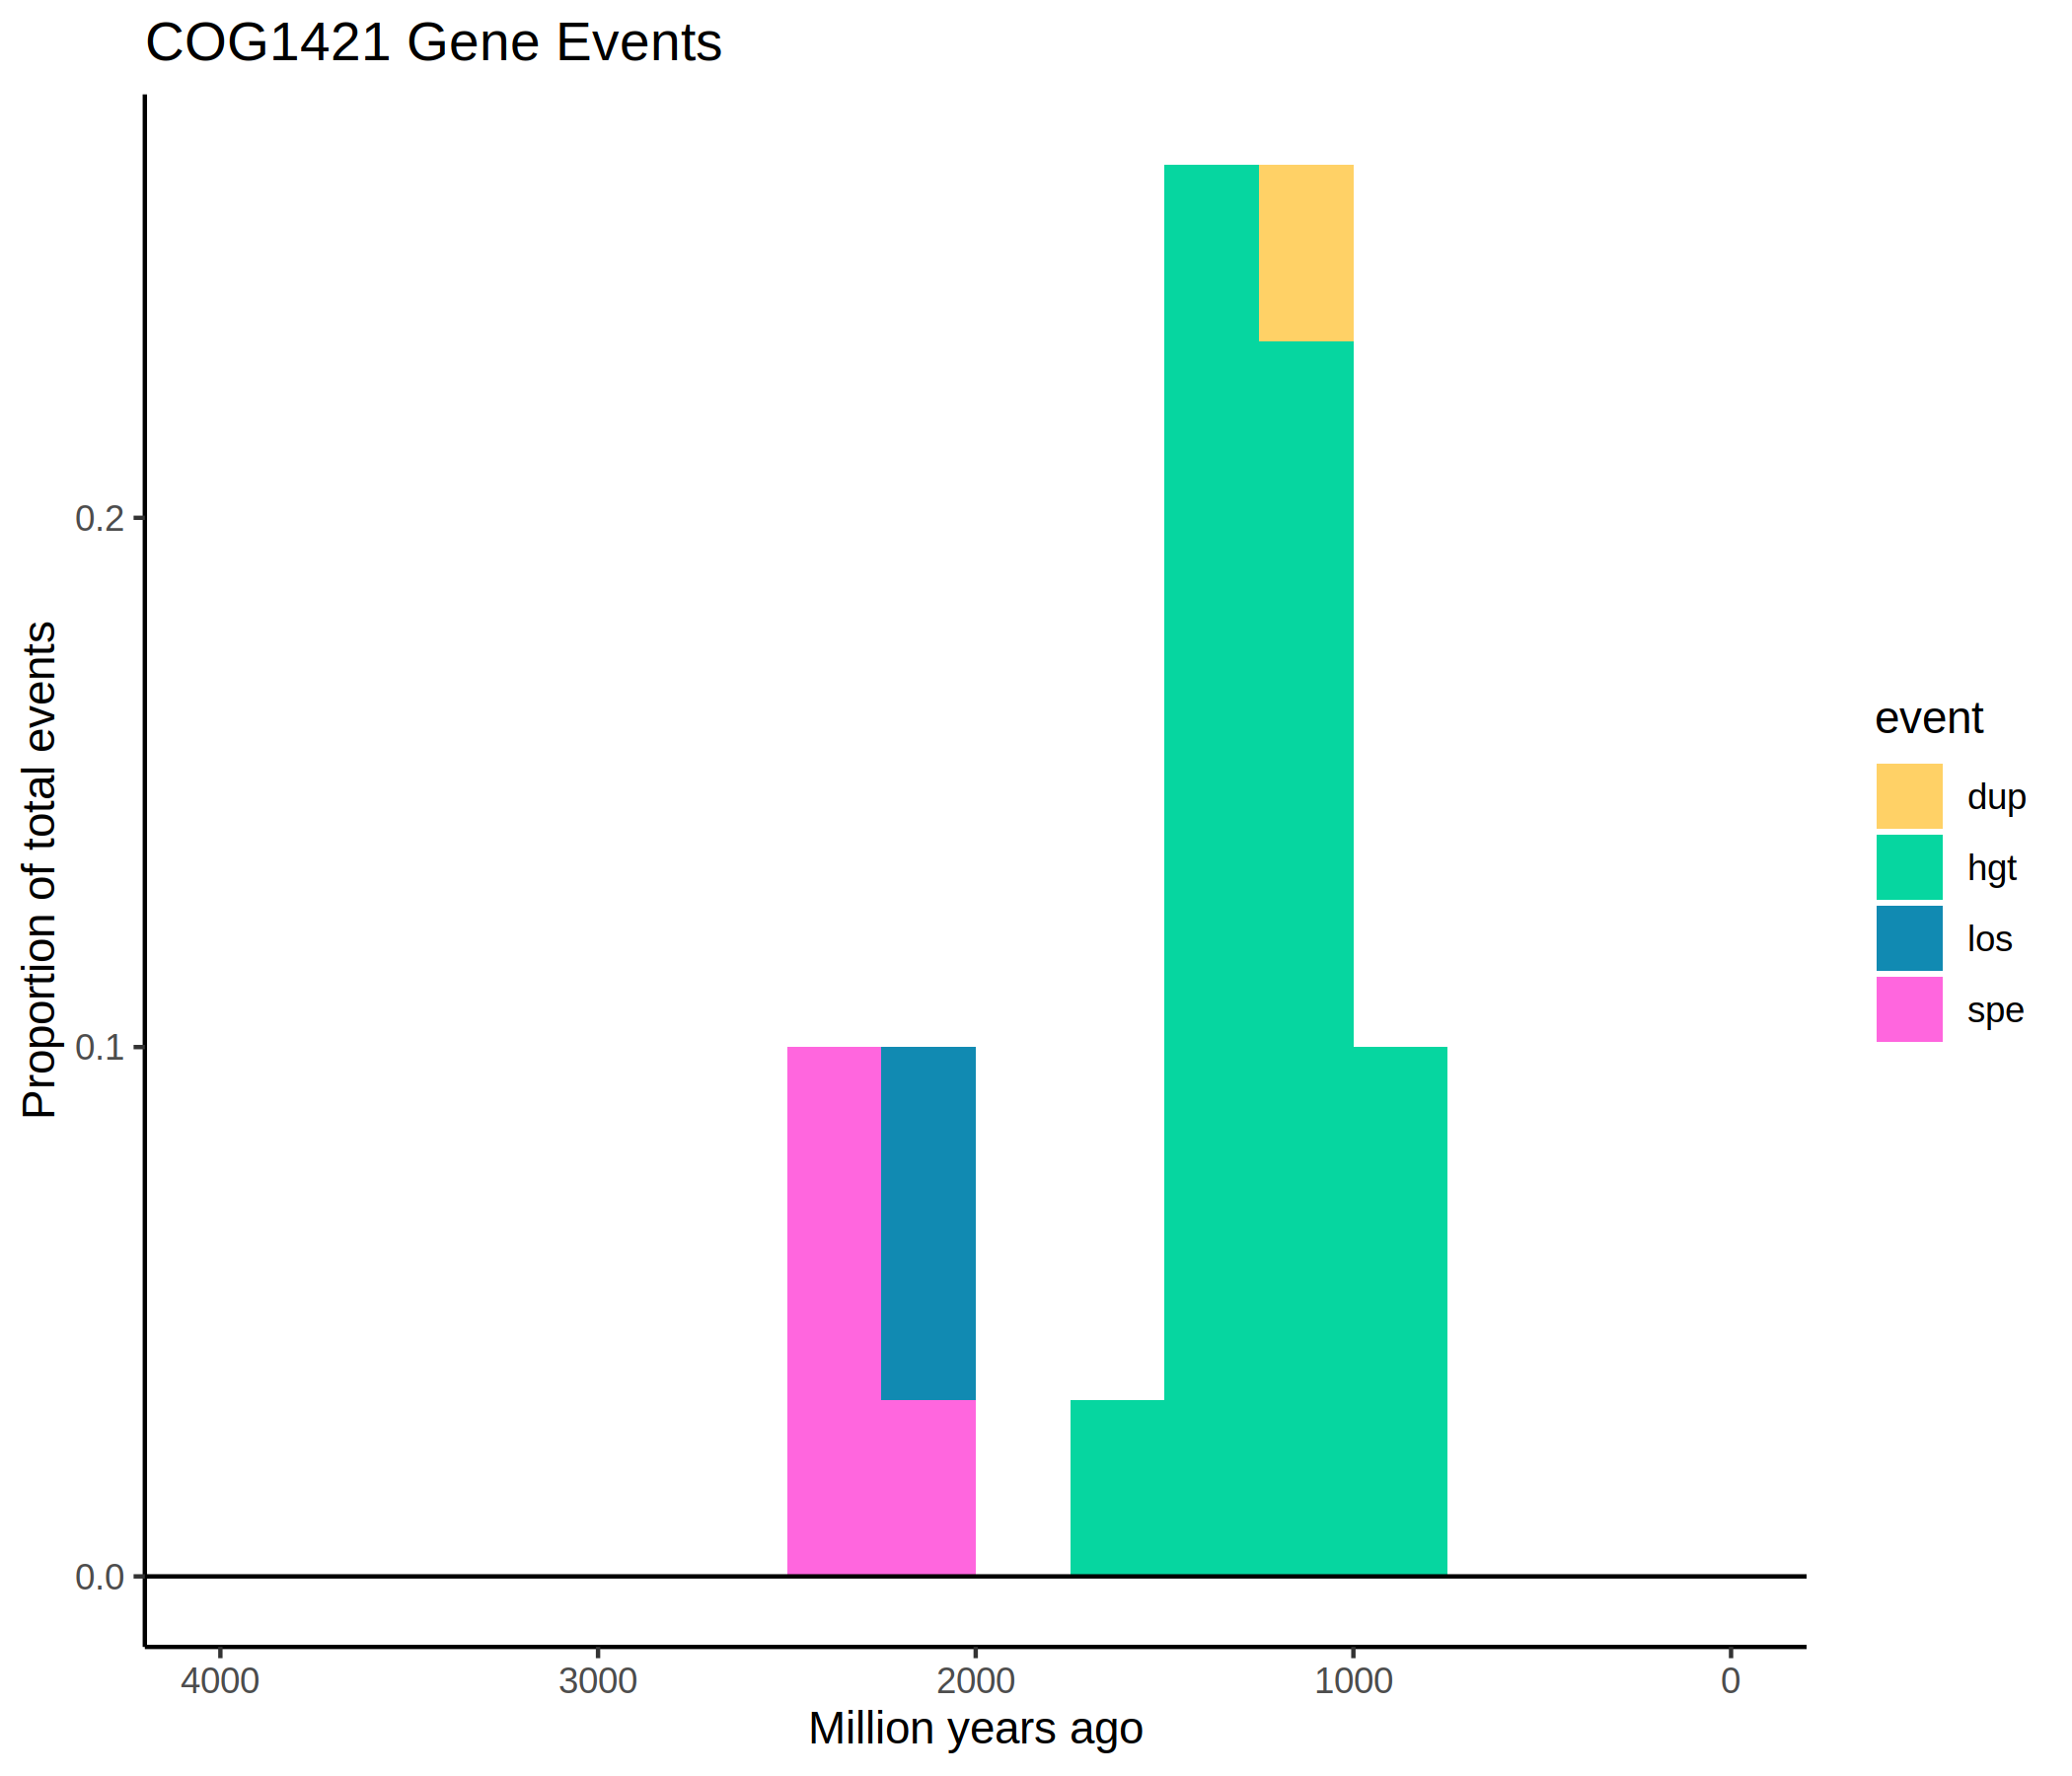 COG1421 Gene Events
Proportion of total events
0.2
0.1
0.0
4000 3000 2000 1000 0
Million years ago
event
dup
hgt
los
spe